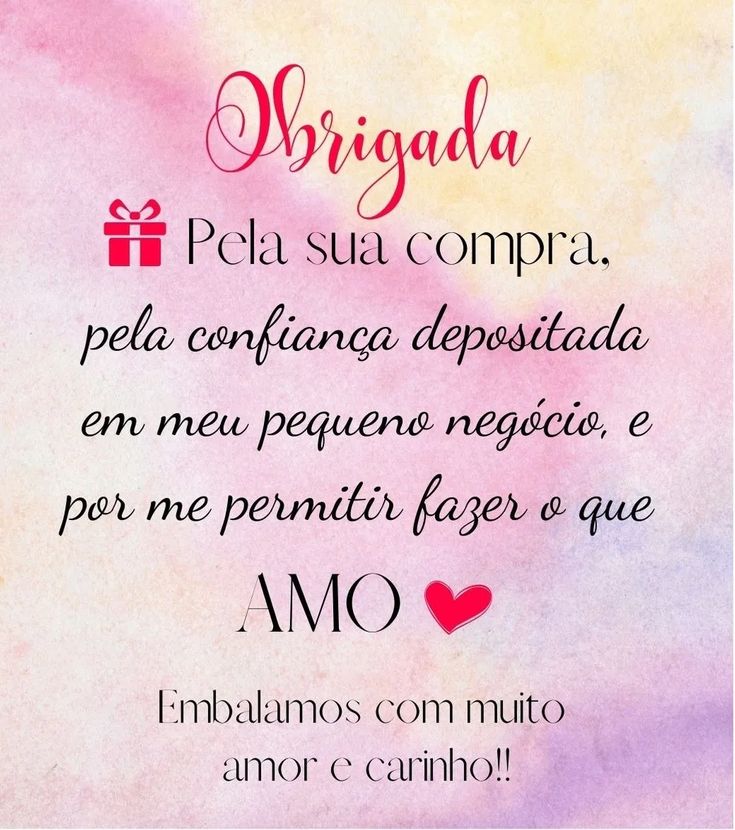 Obrigada
Pela sua compra,
pela confiança depositada
em meu pequeno negócio, e
por me permitir fazer o que
AMO
Embalamos com muito
amor e carinho!!